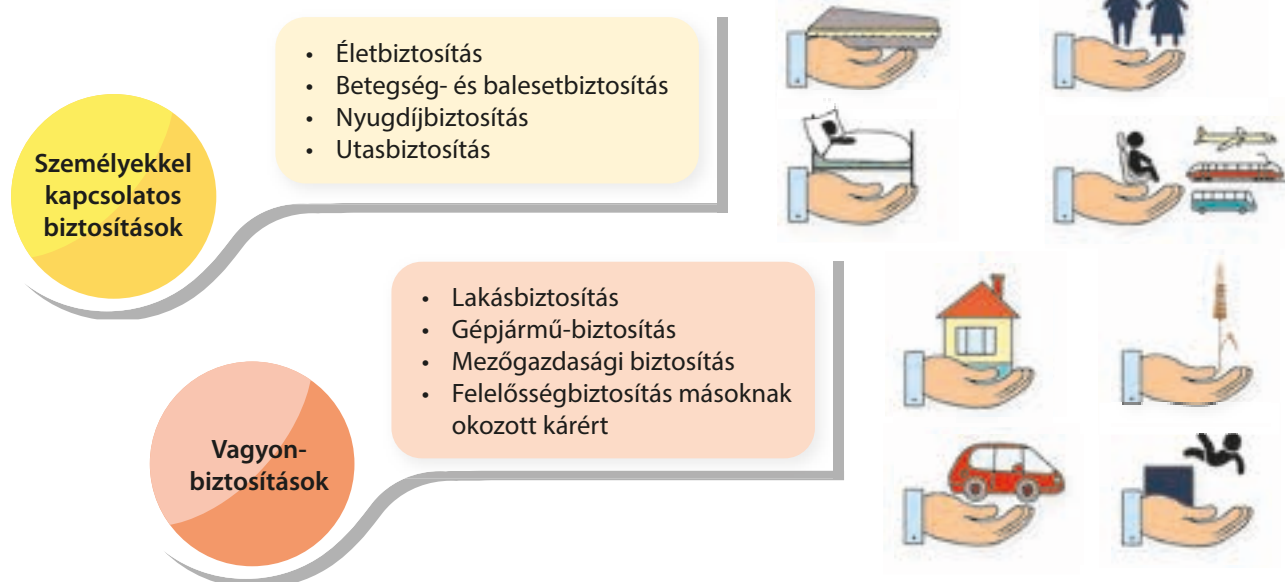 Személyekkel
kapcsolatos
biztosítások
• Életbiztosítás
• Betegség- és balesetbiztosítás
• Nyugdíjbiztosítás
• Utasbiztosítás
Vagyon-
biztosítások
• Lakásbiztosítás
• Gépjármű-biztosítás
• Mezőgazdasági biztosítás
• Felelősségbiztosítás másoknak
okozott kárért